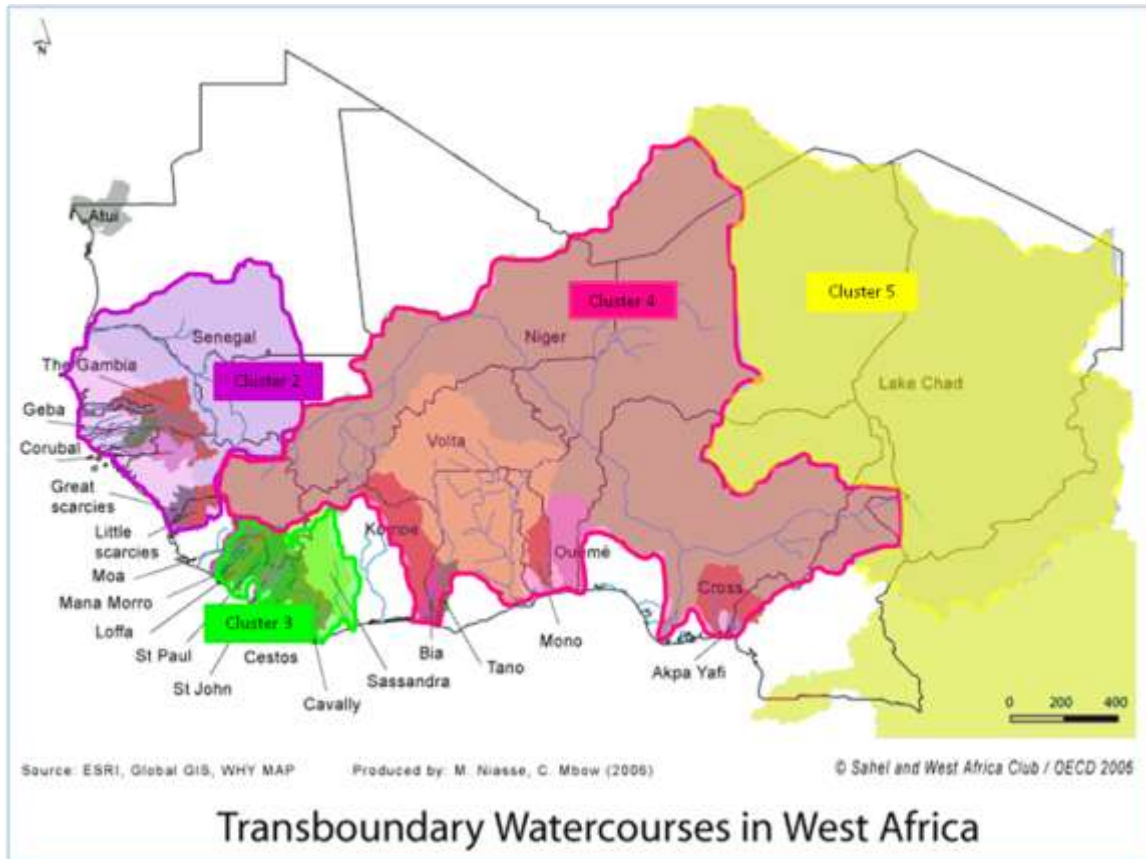 N
Atui
Cluster 4
Cluster 5
Senegal
Niger
The Gambia
Cluster 2
Lake Chad
Geba
Volta
Corubal
Great
scarcies
Komoe
Little
scarcies
Ouémé
Moa
Cross
Mana Morro
Cluster 3
Loffa
St Paul
Cestos
Bia
Mono
St John
Sassandra
Tano
Akpa Yafi
Cavally
0 200 400
Source: ESRI, Global GIS, WHY MAP Produced by: M. Niasse, C. Mbow (2006)
© Sahel and West Africa Club / OECD 2006
Transboundary Watercourses in West Africa